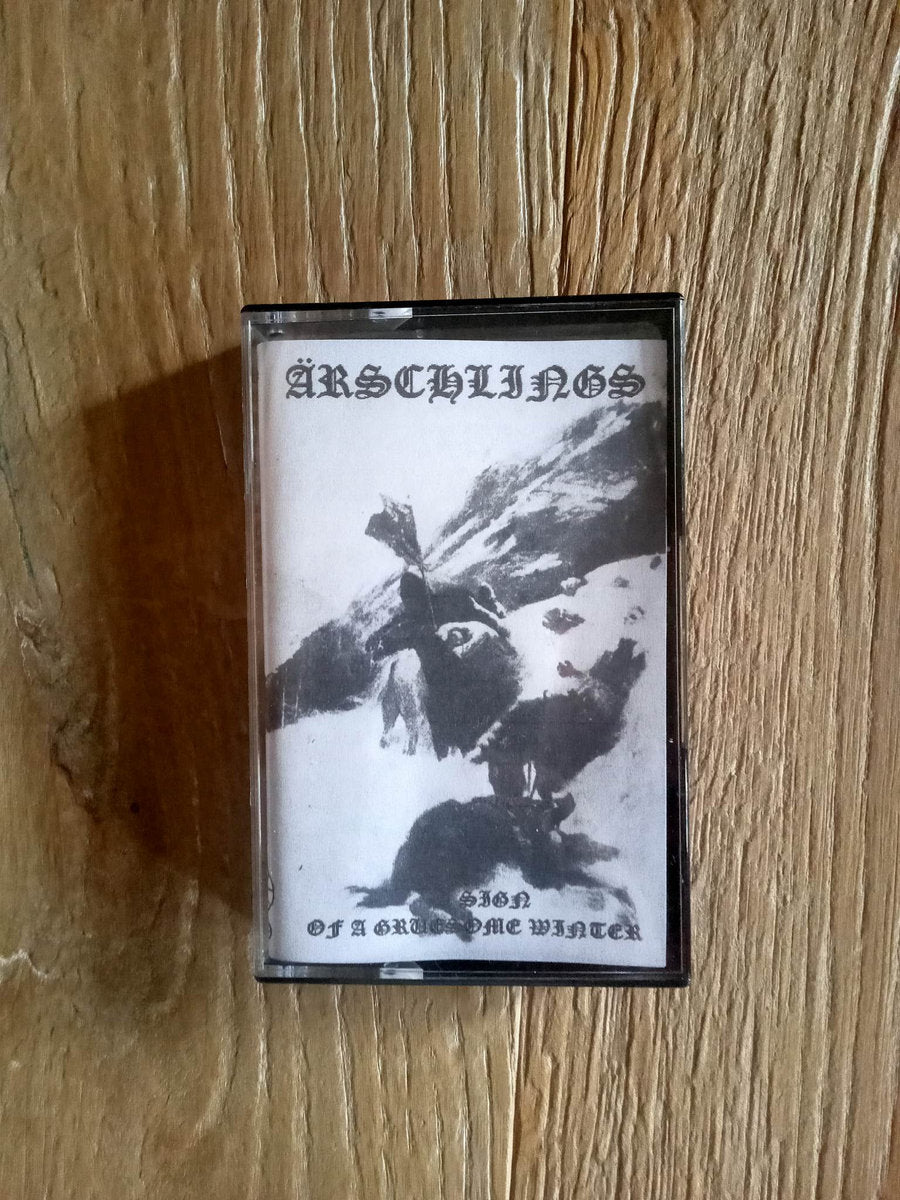 ÄRSCHLINGS
SIGN
OF A GRUESOME WINTER